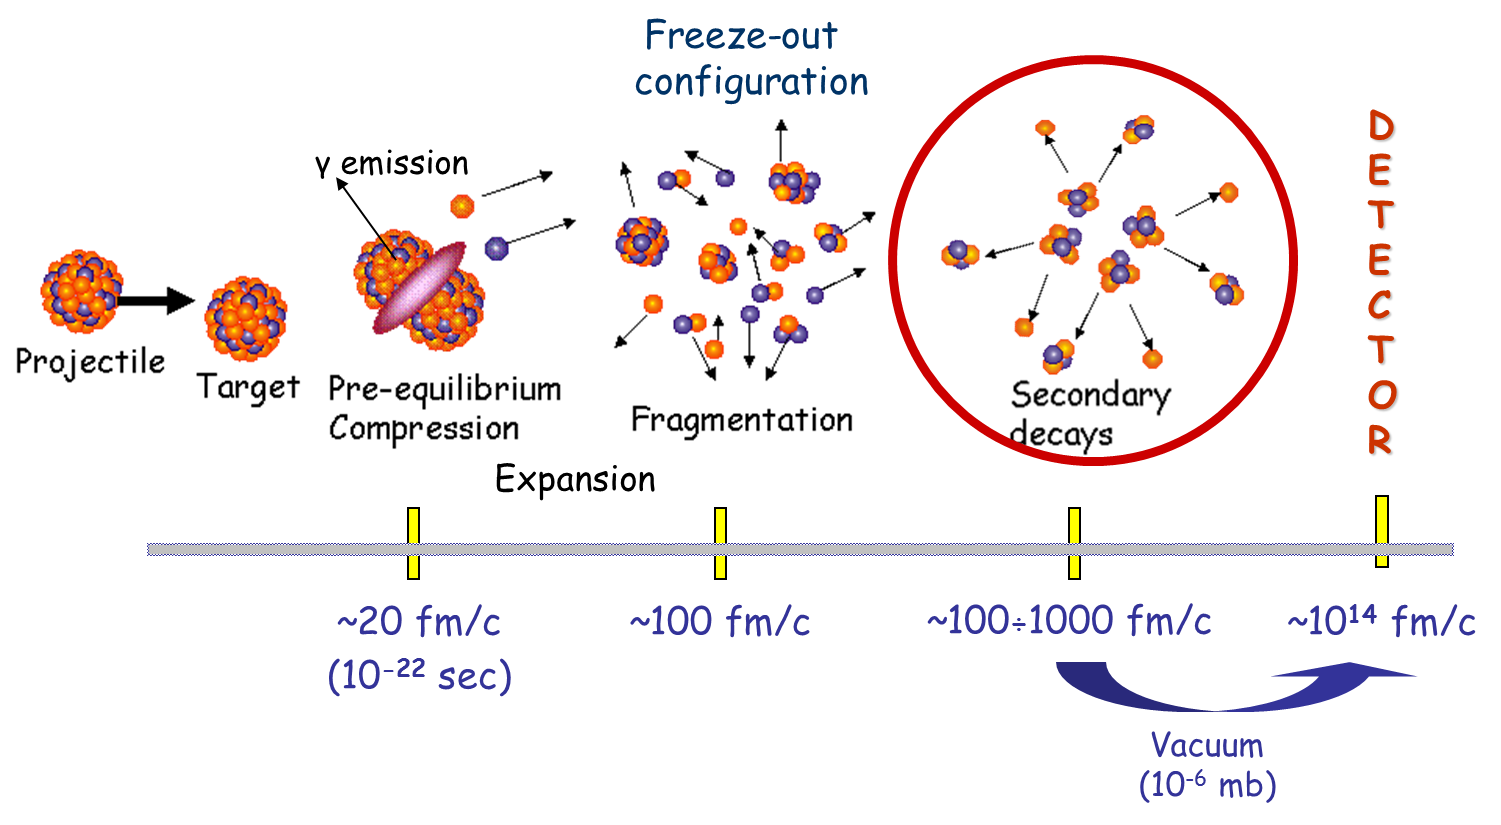 Freeze-out
configuration
γ emission
Projectile
Target
Pre-equilibrium
Compression
Fragmentation
Secondary
decays
DETECTOR
Expansion
~20 fm/c
(10⁻²² sec)
~100 fm/c
~100÷1000 fm/c
~10¹⁴ fm/c
Vacuum
(10⁻⁶ mb)